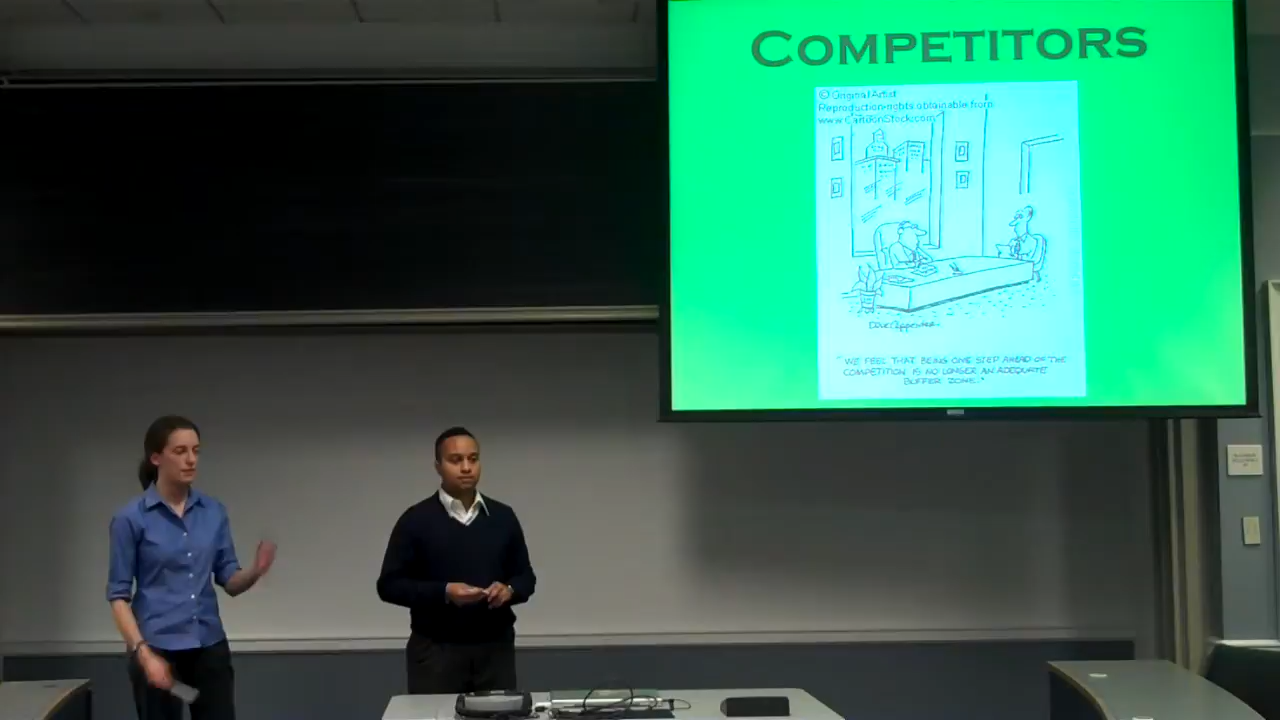 COMPETITORS
© Original Artist
Reproduction rights obtainable from
www.CartoonStock.com
"WE FEEL THAT BEING ONE STEP AHEAD OF THE
COMPETITION IS NO LONGER AN ADEQUATE
BUFFER ZONE."